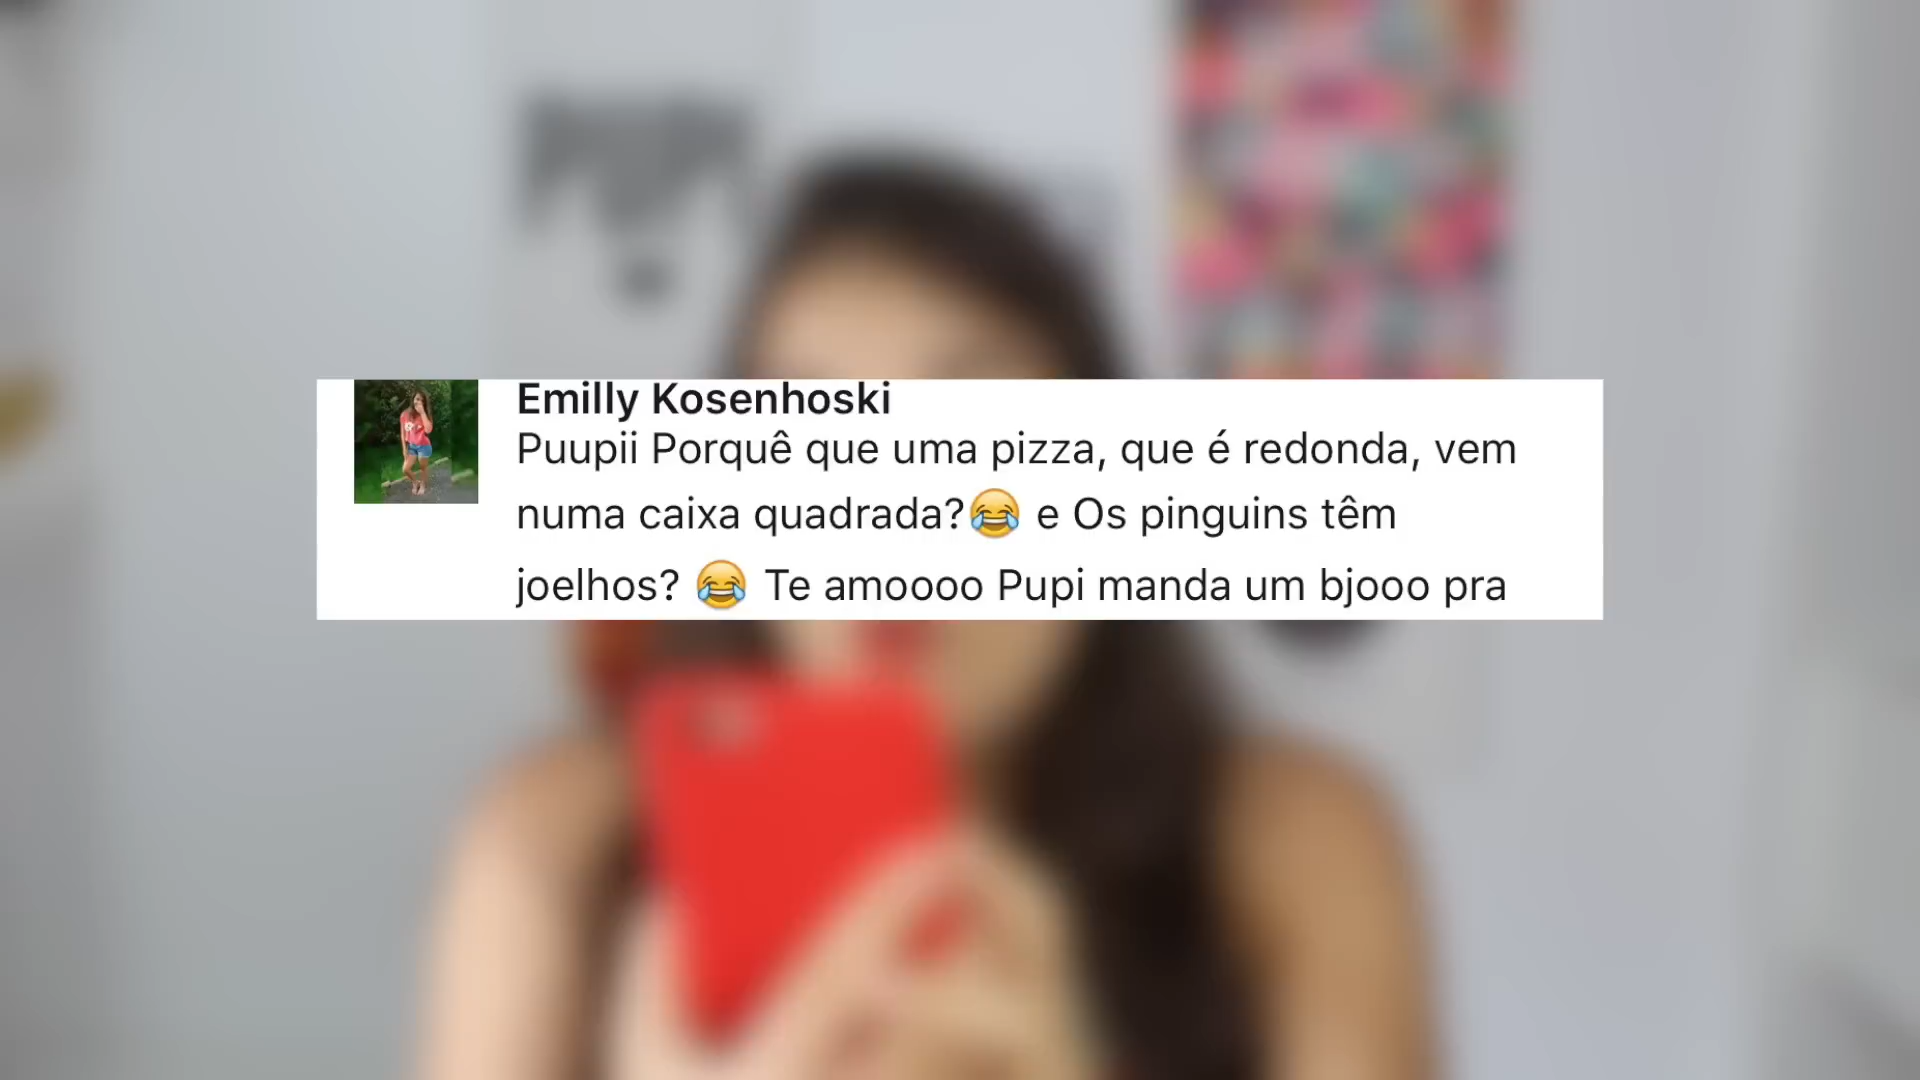 Emilly Kosenhoski
Puupii Porquê que uma pizza, que é redonda, vem
numa caixa quadrada?😂 e Os pinguins têm
joelhos? 😂 Te amoooo Pupi manda um bjooo pra